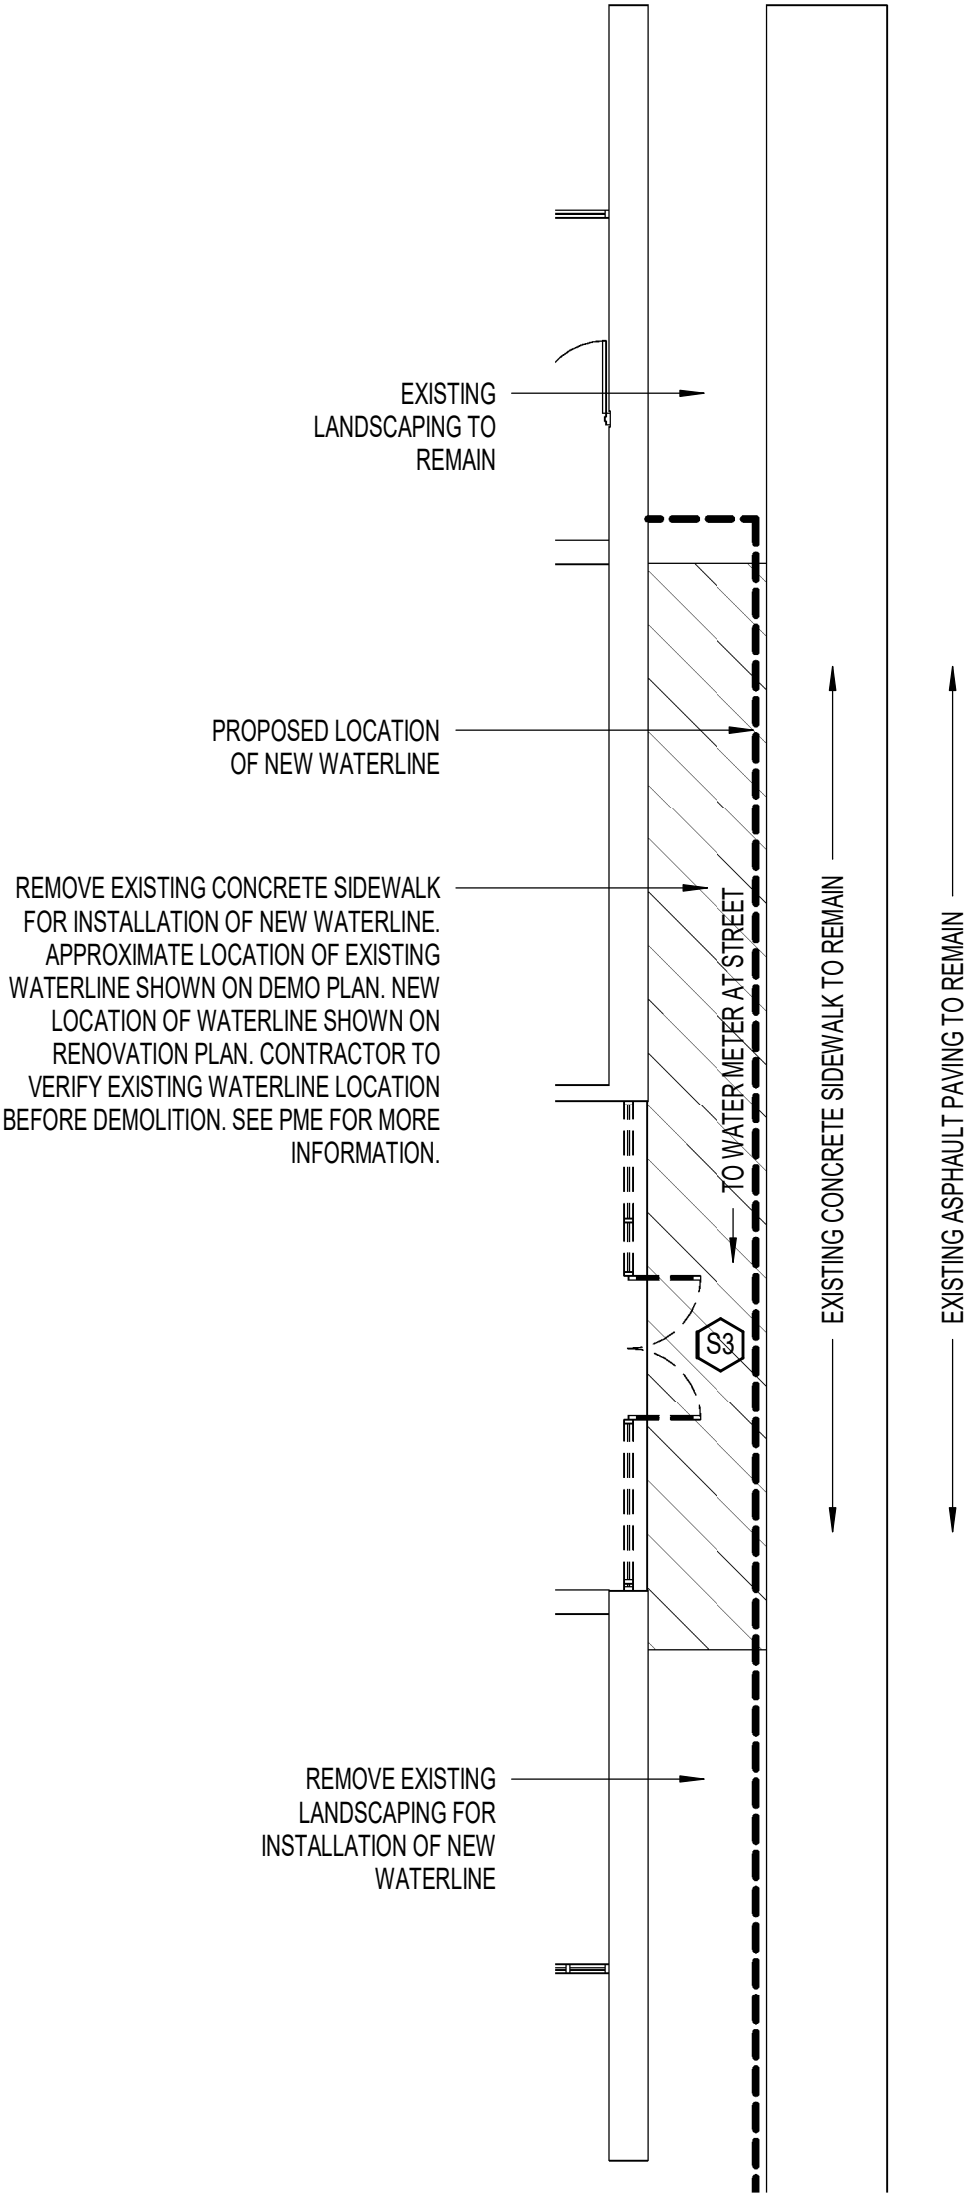 EXISTING
LANDSCAPING TO
REMAIN
PROPOSED LOCATION
OF NEW WATERLINE
REMOVE EXISTING CONCRETE SIDEWALK
FOR INSTALLATION OF NEW WATERLINE.
APPROXIMATE LOCATION OF EXISTING
WATERLINE SHOWN ON DEMO PLAN. NEW
LOCATION OF WATERLINE SHOWN ON
RENOVATION PLAN. CONTRACTOR TO
VERIFY EXISTING WATERLINE LOCATION
BEFORE DEMOLITION. SEE PME FOR MORE
INFORMATION.
TO WATER METER AT STREET
EXISTING CONCRETE SIDEWALK TO REMAIN
EXISTING ASPHAULT PAVING TO REMAIN
S3
REMOVE EXISTING
LANDSCAPING FOR
INSTALLATION OF NEW
WATERLINE